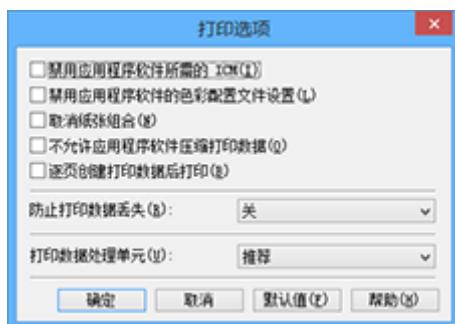 打印选项
禁用应用程序软件所需的 ICM(I)
禁用应用程序软件的色彩配置文件设置(L)
取消纸张组合(N)
不允许应用程序软件压缩打印数据(O)
逐页创建打印数据后打印(R)
防止打印数据丢失(B): 关
打印数据处理单元(U): 推荐
确定 取消 默认值(F) 帮助(H)